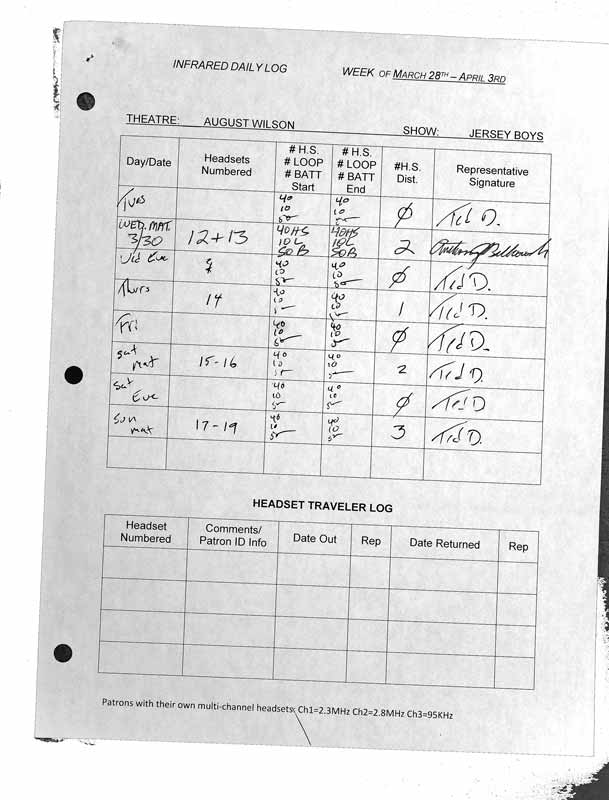 INFRARED DAILY LOG WEEK OF MARCH 28TH – APRIL 3RD
THEATRE: AUGUST WILSON SHOW: JERSEY BOYS
Day/Date Headsets Numbered # H.S. # LOOP # BATT Start # H.S. # LOOP # BATT End #H.S. Dist. Representative Signature
Tues 40 10 50 40 10 50 Ø Ted D.
WED. MAT. 3/30 12+13 40HS 10L 50B 40HS 10L 50B 2
Wed Eve 40 10 50 40 10 50 Ø Ted D.
Thurs 14 40 10 50 40 10 50 1 Ted D.
Fri 40 10 50 40 10 50 Ø Ted D.
Sat mat 15-16 40 10 50 40 10 50 2 Ted D.
Sat Eve 40 10 50 40 10 50 Ø Ted D
Sun mat 17-19 40 10 50 40 10 50 3 Ted D.
HEADSET TRAVELER LOG
Headset Numbered Comments/ Patron ID Info Date Out Rep Date Returned Rep
Patrons with their own multi-channel headsets: Ch1=2.3MHz Ch2=2.8MHz Ch3=95KHz